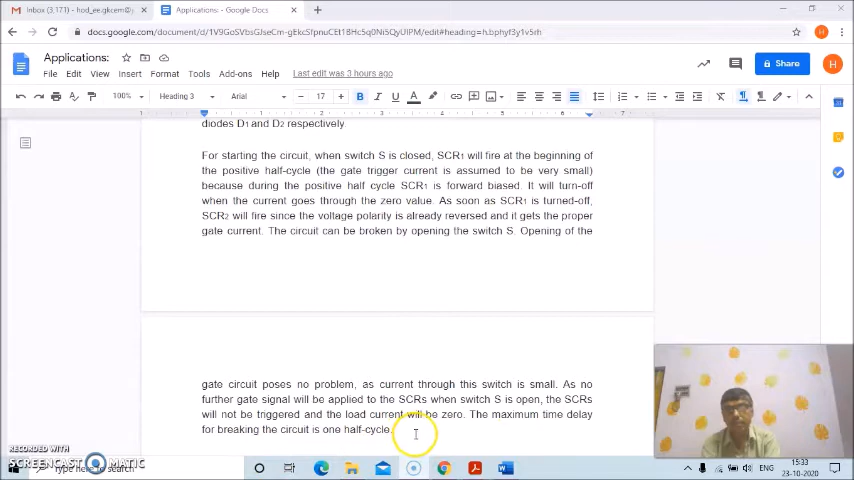 Inbox (3,171) - hod_ee.gkcem@
Applications: - Google Docs
docs.google.com/document/d/
Applications:
Share
File Edit View Insert Format Tools Add-ons Help Last edit was 3 hours ago
100% Heading 3 Arial 17
diodes D1 and D2 respectively.
For starting the circuit, when switch S is closed, SCR1 will fire at the beginning of
the positive half-cycle (the gate trigger current is assumed to be very small)
because during the positive half cycle SCR1 is forward biased. It will turn-off
when the current goes through the zero value. As soon as SCR1 is turned-off,
SCR2 will fire since the voltage polarity is already reversed and it gets the proper
gate current. The circuit can be broken by opening the switch S. Opening of the
gate circuit poses no problem, as current through this switch is small. As no
further gate signal will be applied to the SCRs when switch S is open, the SCRs
will not be triggered and the load current will be zero. The maximum time delay
for breaking the circuit is one half-cycle.
RECORDED WITH
SCREENCAST MATIC
Type here to search
ENG
15:33
23-10-2020